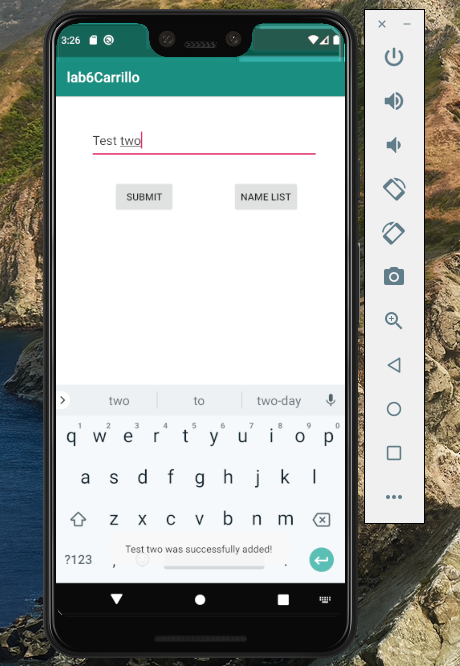 3:26
lab6Carrillo
Test two
SUBMIT NAME LIST
two to two-day
1 2 3 4 5 6 7 8 9 0
q w e r t y u i o p
a s d f g h j k l
z x c v b n m
?123 , .
Test two was successfully added!